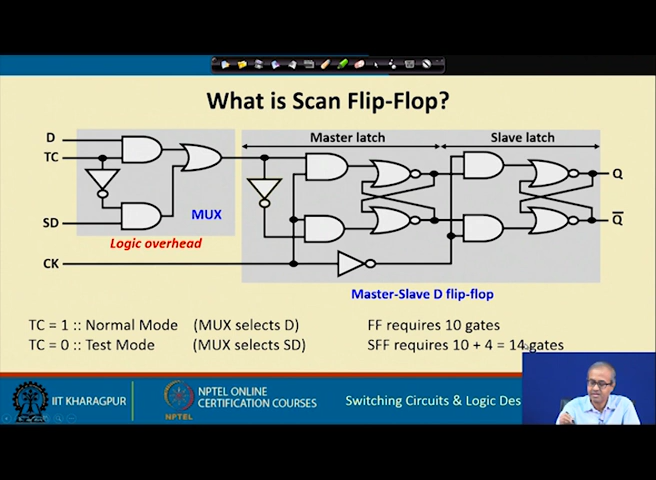 What is Scan Flip-Flop?
Master latch
Slave latch
D
TC
SD
CK
MUX
Logic overhead
Q
Q̅
Master-Slave D flip-flop
TC = 1 :: Normal Mode (MUX selects D)
FF requires 10 gates
TC = 0 :: Test Mode (MUX selects SD)
SFF requires 10 + 4 = 14 gates
IIT KHARAGPUR
NPTEL
NPTEL ONLINE
CERTIFICATION COURSES
Switching Circuits & Logic Des